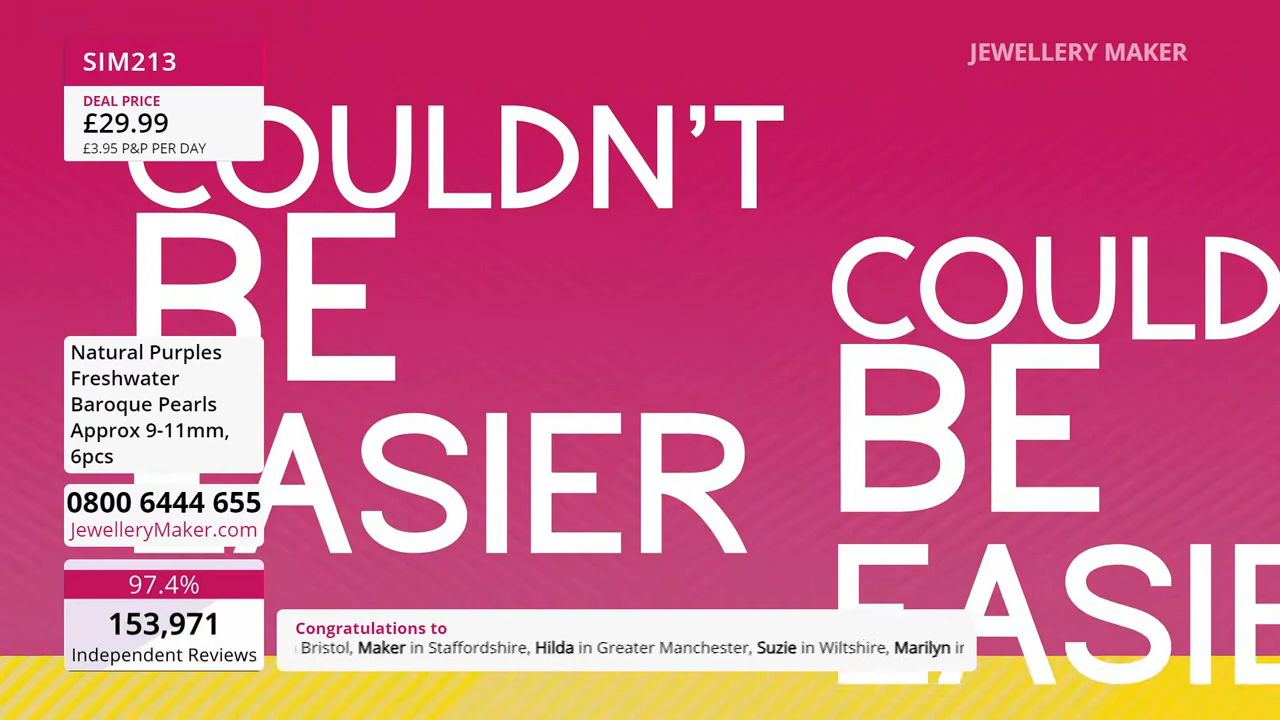 SIM213
DEAL PRICE
£29.99
£3.95 P&P PER DAY
JEWELLERY MAKER
COULDN'T
BE
EASIER
COULD
BE
EASIE
Natural Purples
Freshwater
Baroque Pearls
Approx 9-11mm,
6pcs
0800 6444 655
JewelleryMaker.com
97.4%
153,971
Independent Reviews
Congratulations to
Bristol, Maker in Staffordshire, Hilda in Greater Manchester, Suzie in Wiltshire, Marilyn in